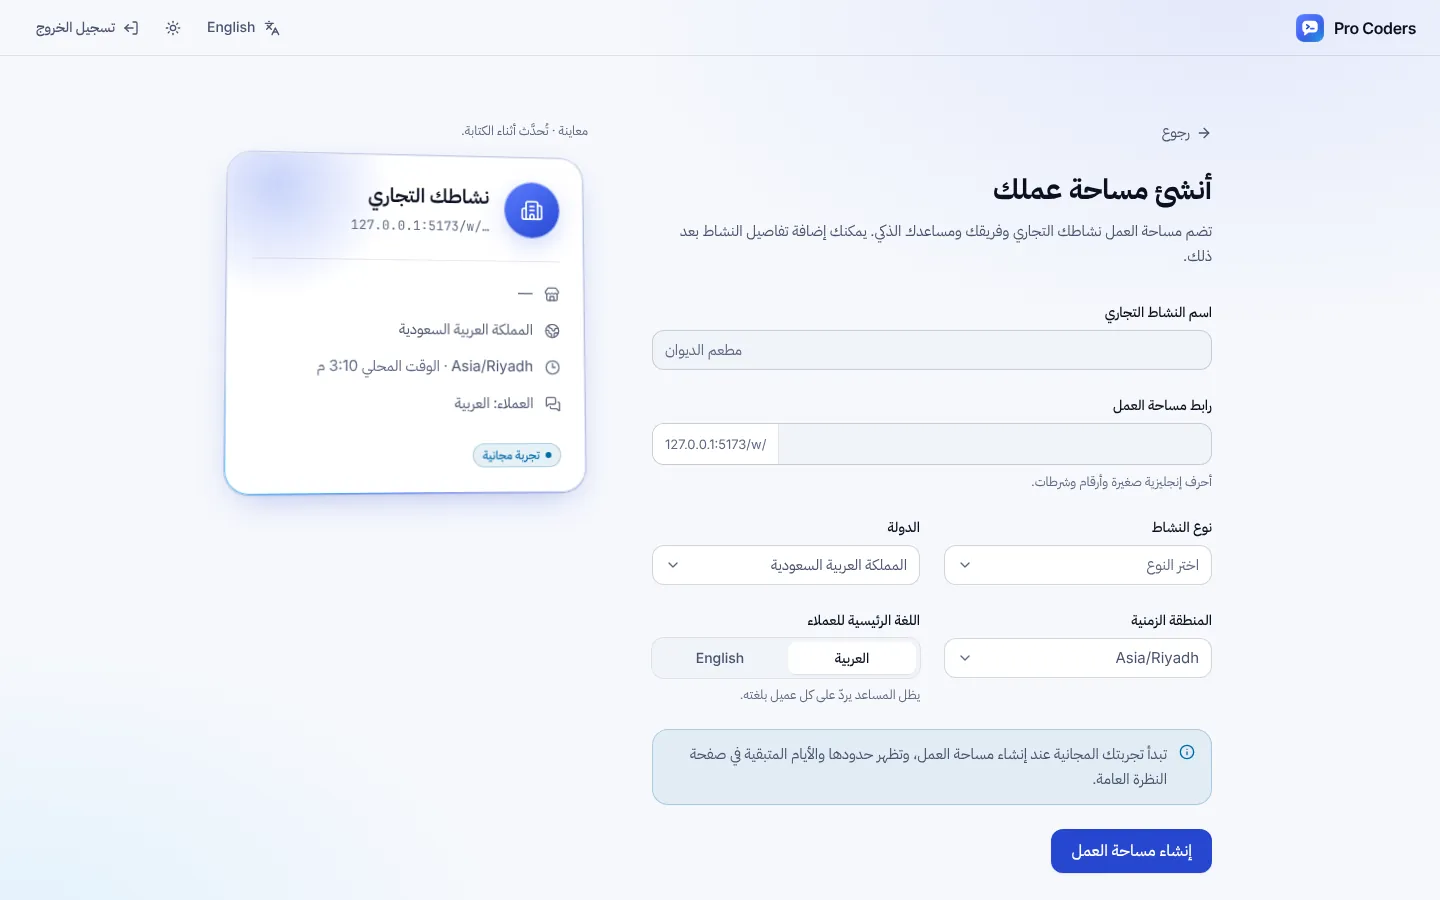 Pro Coders
English
تسجيل الخروج
رجوع
أنشئ مساحة عملك
تضم مساحة العمل نشاطك التجاري وفريقك ومساعدك الذكي. يمكنك إضافة تفاصيل النشاط بعد
ذلك.
اسم النشاط التجاري
مطعم الديوان
رابط مساحة العمل
127.0.0.1:5173/w/
أحرف إنجليزية صغيرة وأرقام وشرطات.
نوع النشاط
اختر النوع
الدولة
المملكة العربية السعودية
المنطقة الزمنية
Asia/Riyadh
اللغة الرئيسية للعملاء
العربية
English
يظل المساعد يردّ على كل عميل بلغته.
تبدأ تجربتك المجانية عند إنشاء مساحة العمل، وتظهر حدودها والأيام المتبقية في صفحة
النظرة العامة.
إنشاء مساحة العمل
معاينة · تُحدَّث أثناء الكتابة.
نشاطك التجاري
127.0.0.1:5173/w/…
—
المملكة العربية السعودية
Asia/Riyadh · الوقت المحلي 3:10 م
العملاء: العربية
تجربة مجانية